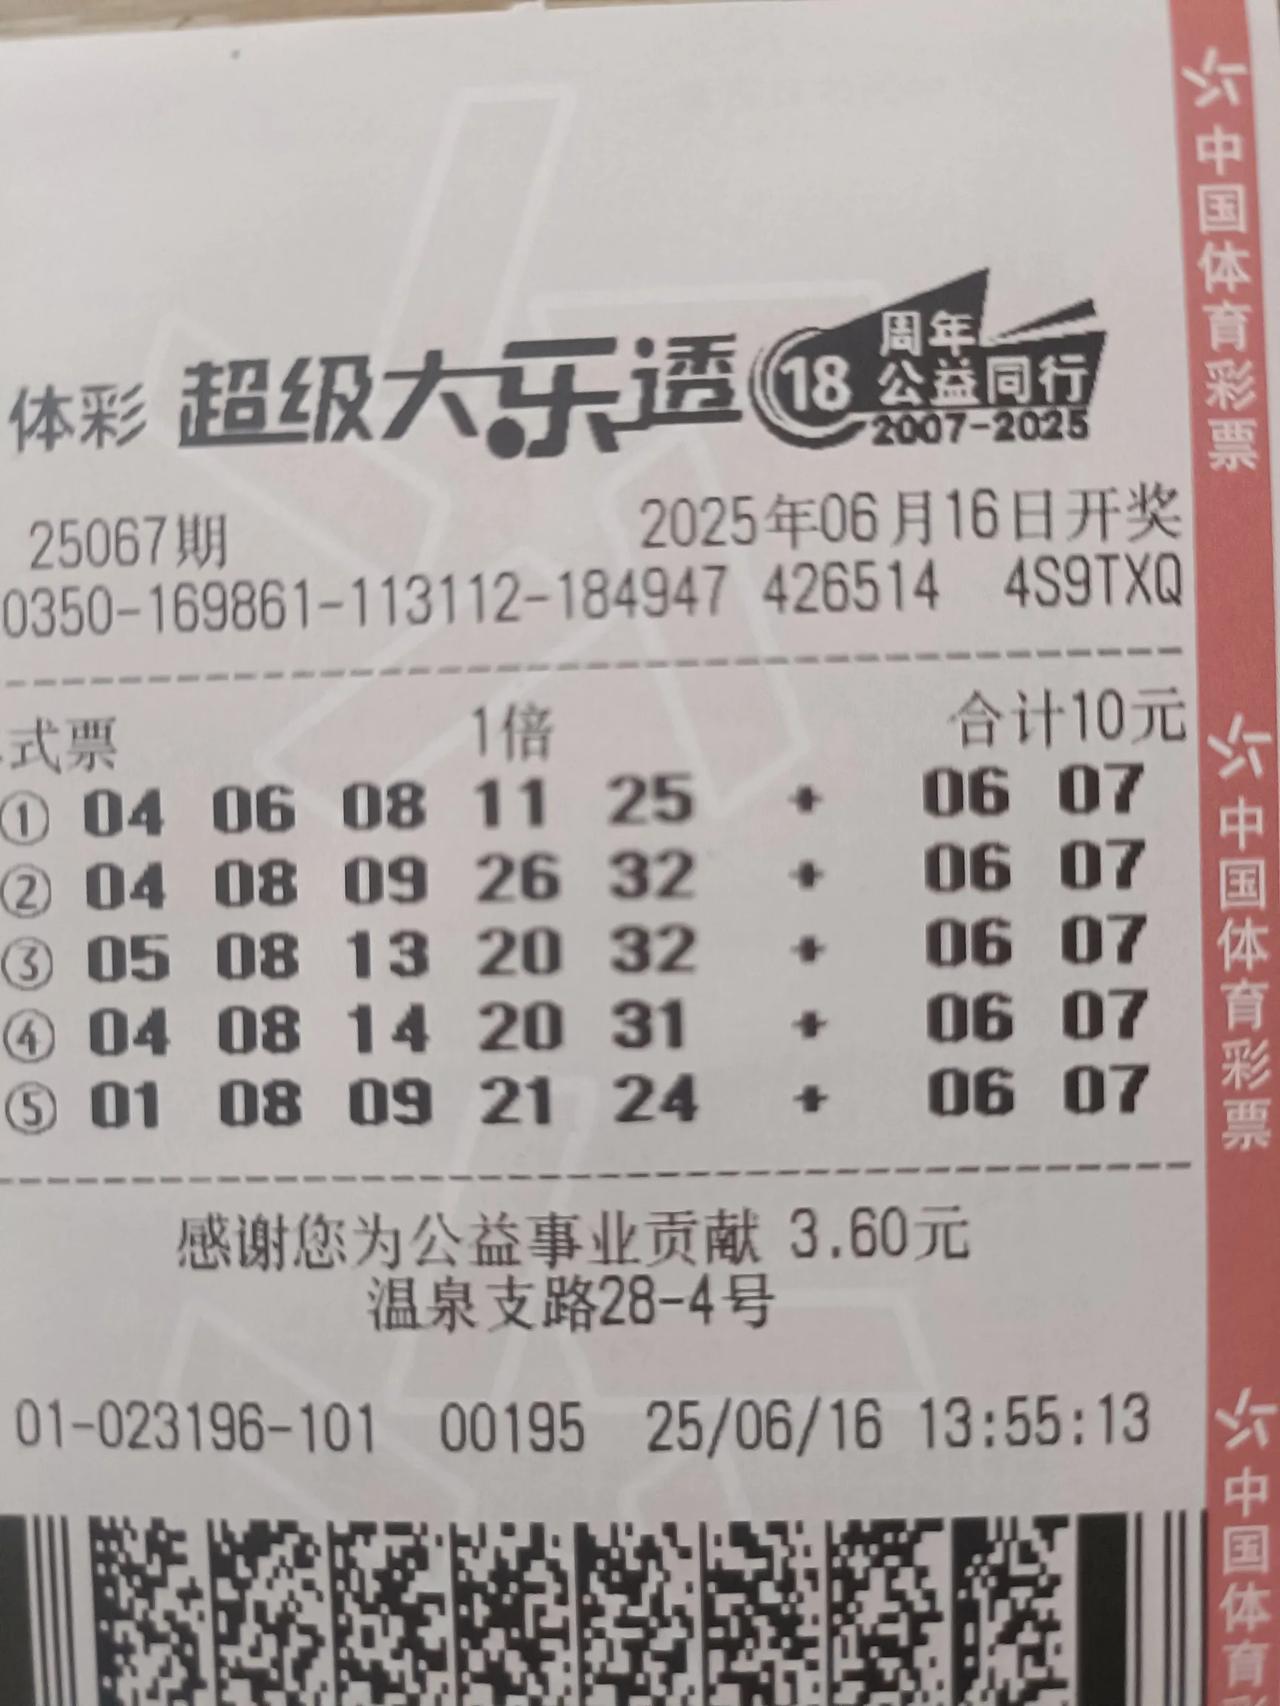 体彩 超级大乐透 18 周年 公益同行 2007-2025
25067期 2025年06月16日开奖
0350-169861-113112-184947 426514 4S9TXQ
式票 1倍 合计10元
① 04 06 08 11 25 + 06 07
② 04 08 09 26 32 + 06 07
③ 05 08 13 20 32 + 06 07
④ 04 08 14 20 31 + 06 07
⑤ 01 08 09 21 24 + 06 07
感谢您为公益事业贡献 3.60元
温泉支路28-4号
01-023196-101 00195 25/06/16 13:55:13
中国体育彩票
中国体育彩票
中国体育